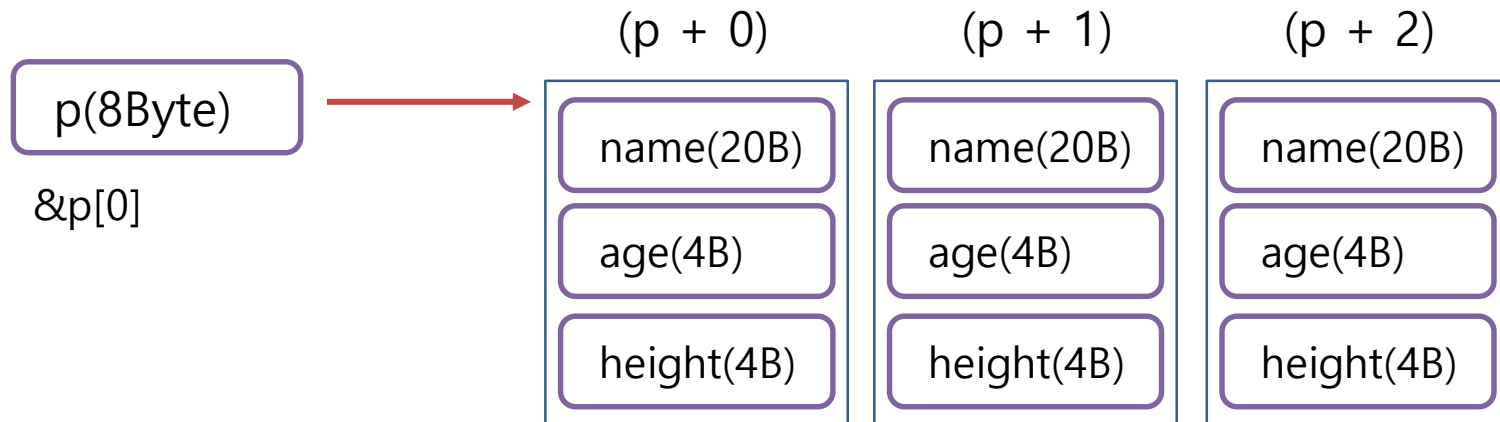 (p + 0) (p + 1) (p + 2)
p(8Byte)
&p[0]
name(20B) name(20B) name(20B)
age(4B) age(4B) age(4B)
height(4B) height(4B) height(4B)